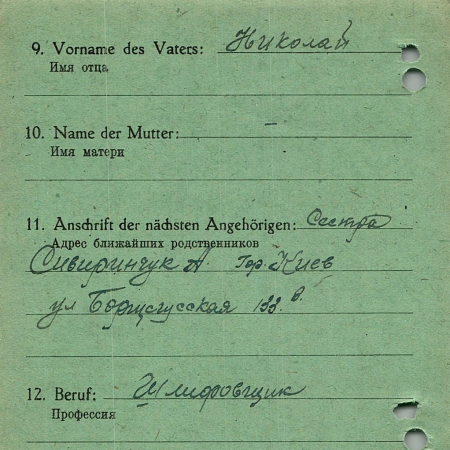 9. Vorname des Vaters: Николай
Имя отца
10. Name der Mutter:
Имя матери
11. Anschrift der nächsten Angehörigen: Сестра
Адрес ближайших родственников
Сивиринчук А Гор. Киев
ул 133 в.
12. Beruf: Шлифовщик
Профессия